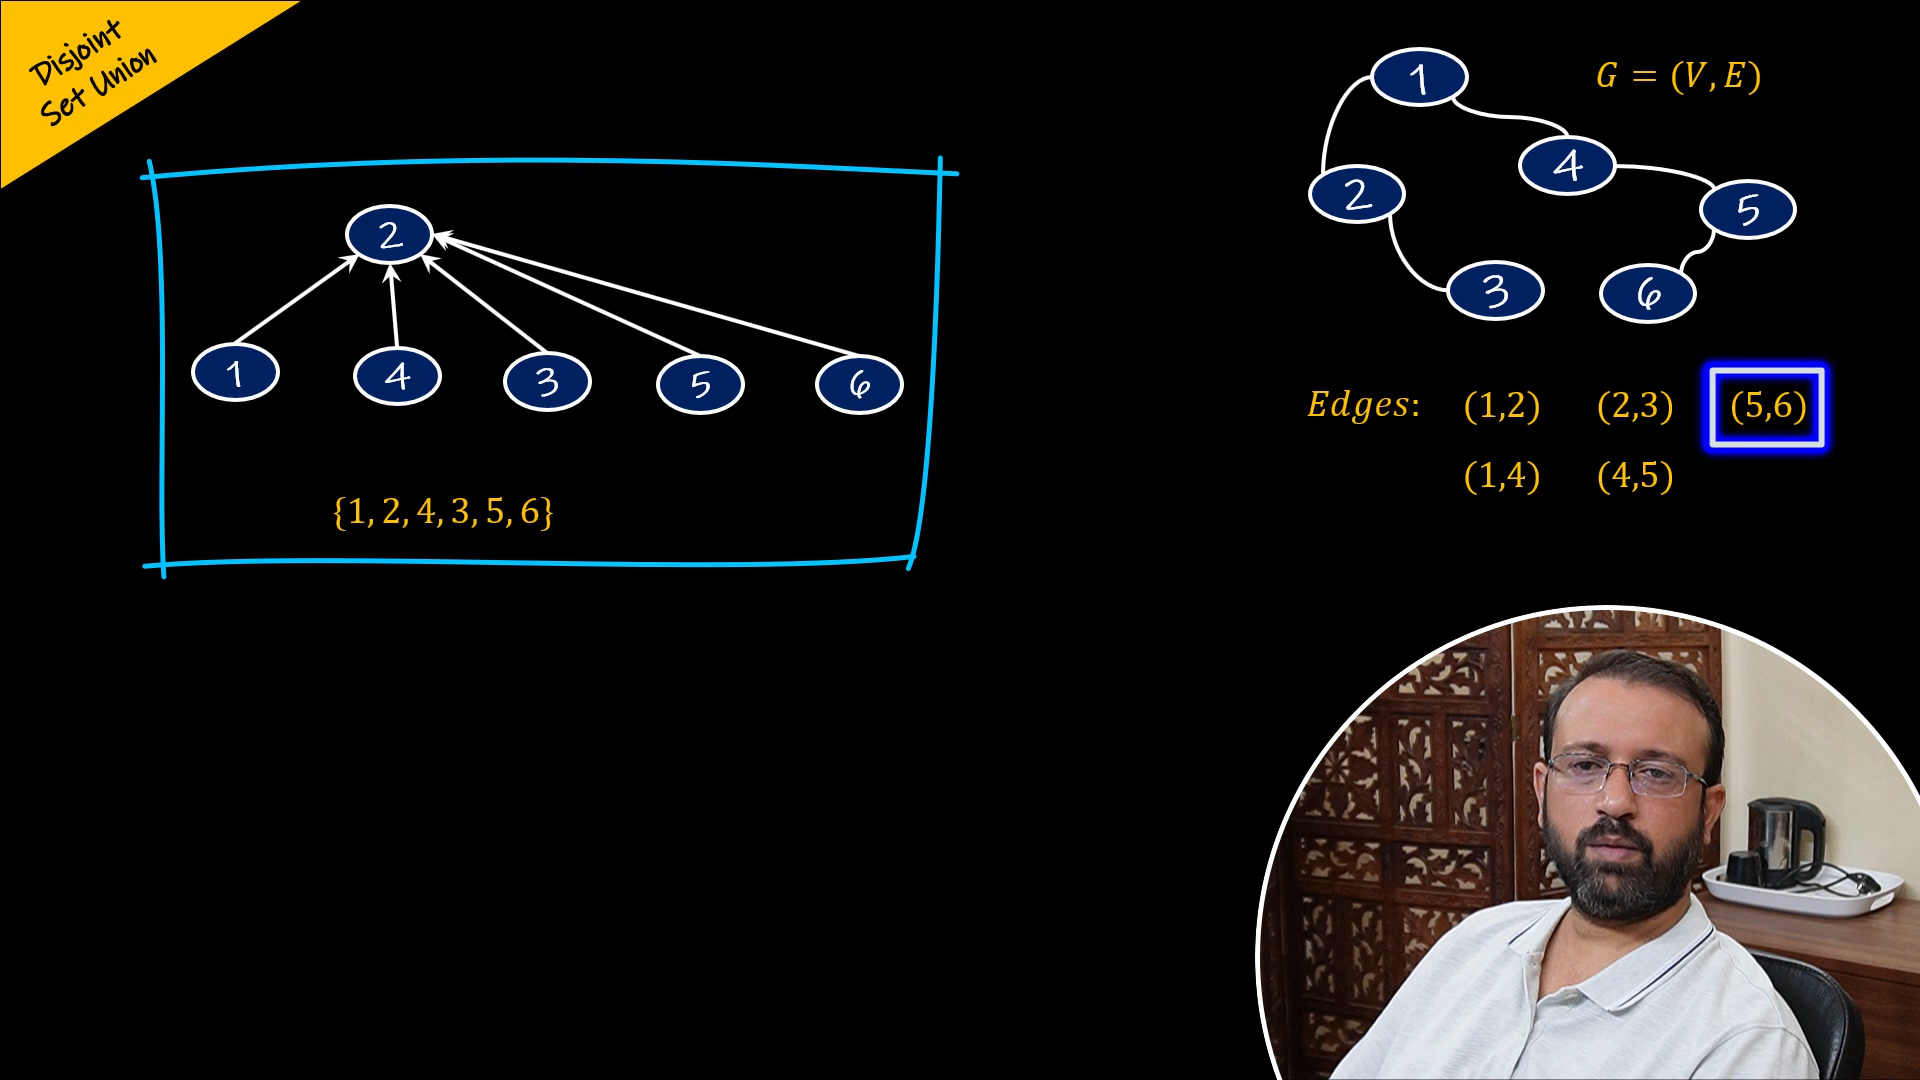 Disjoint
Set Union
2
1 4 3 5 6
{1, 2, 4, 3, 5, 6}
G = (V, E)
1
4
2
5
3
6
Edges: (1,2) (2,3) (5,6)
(1,4) (4,5)